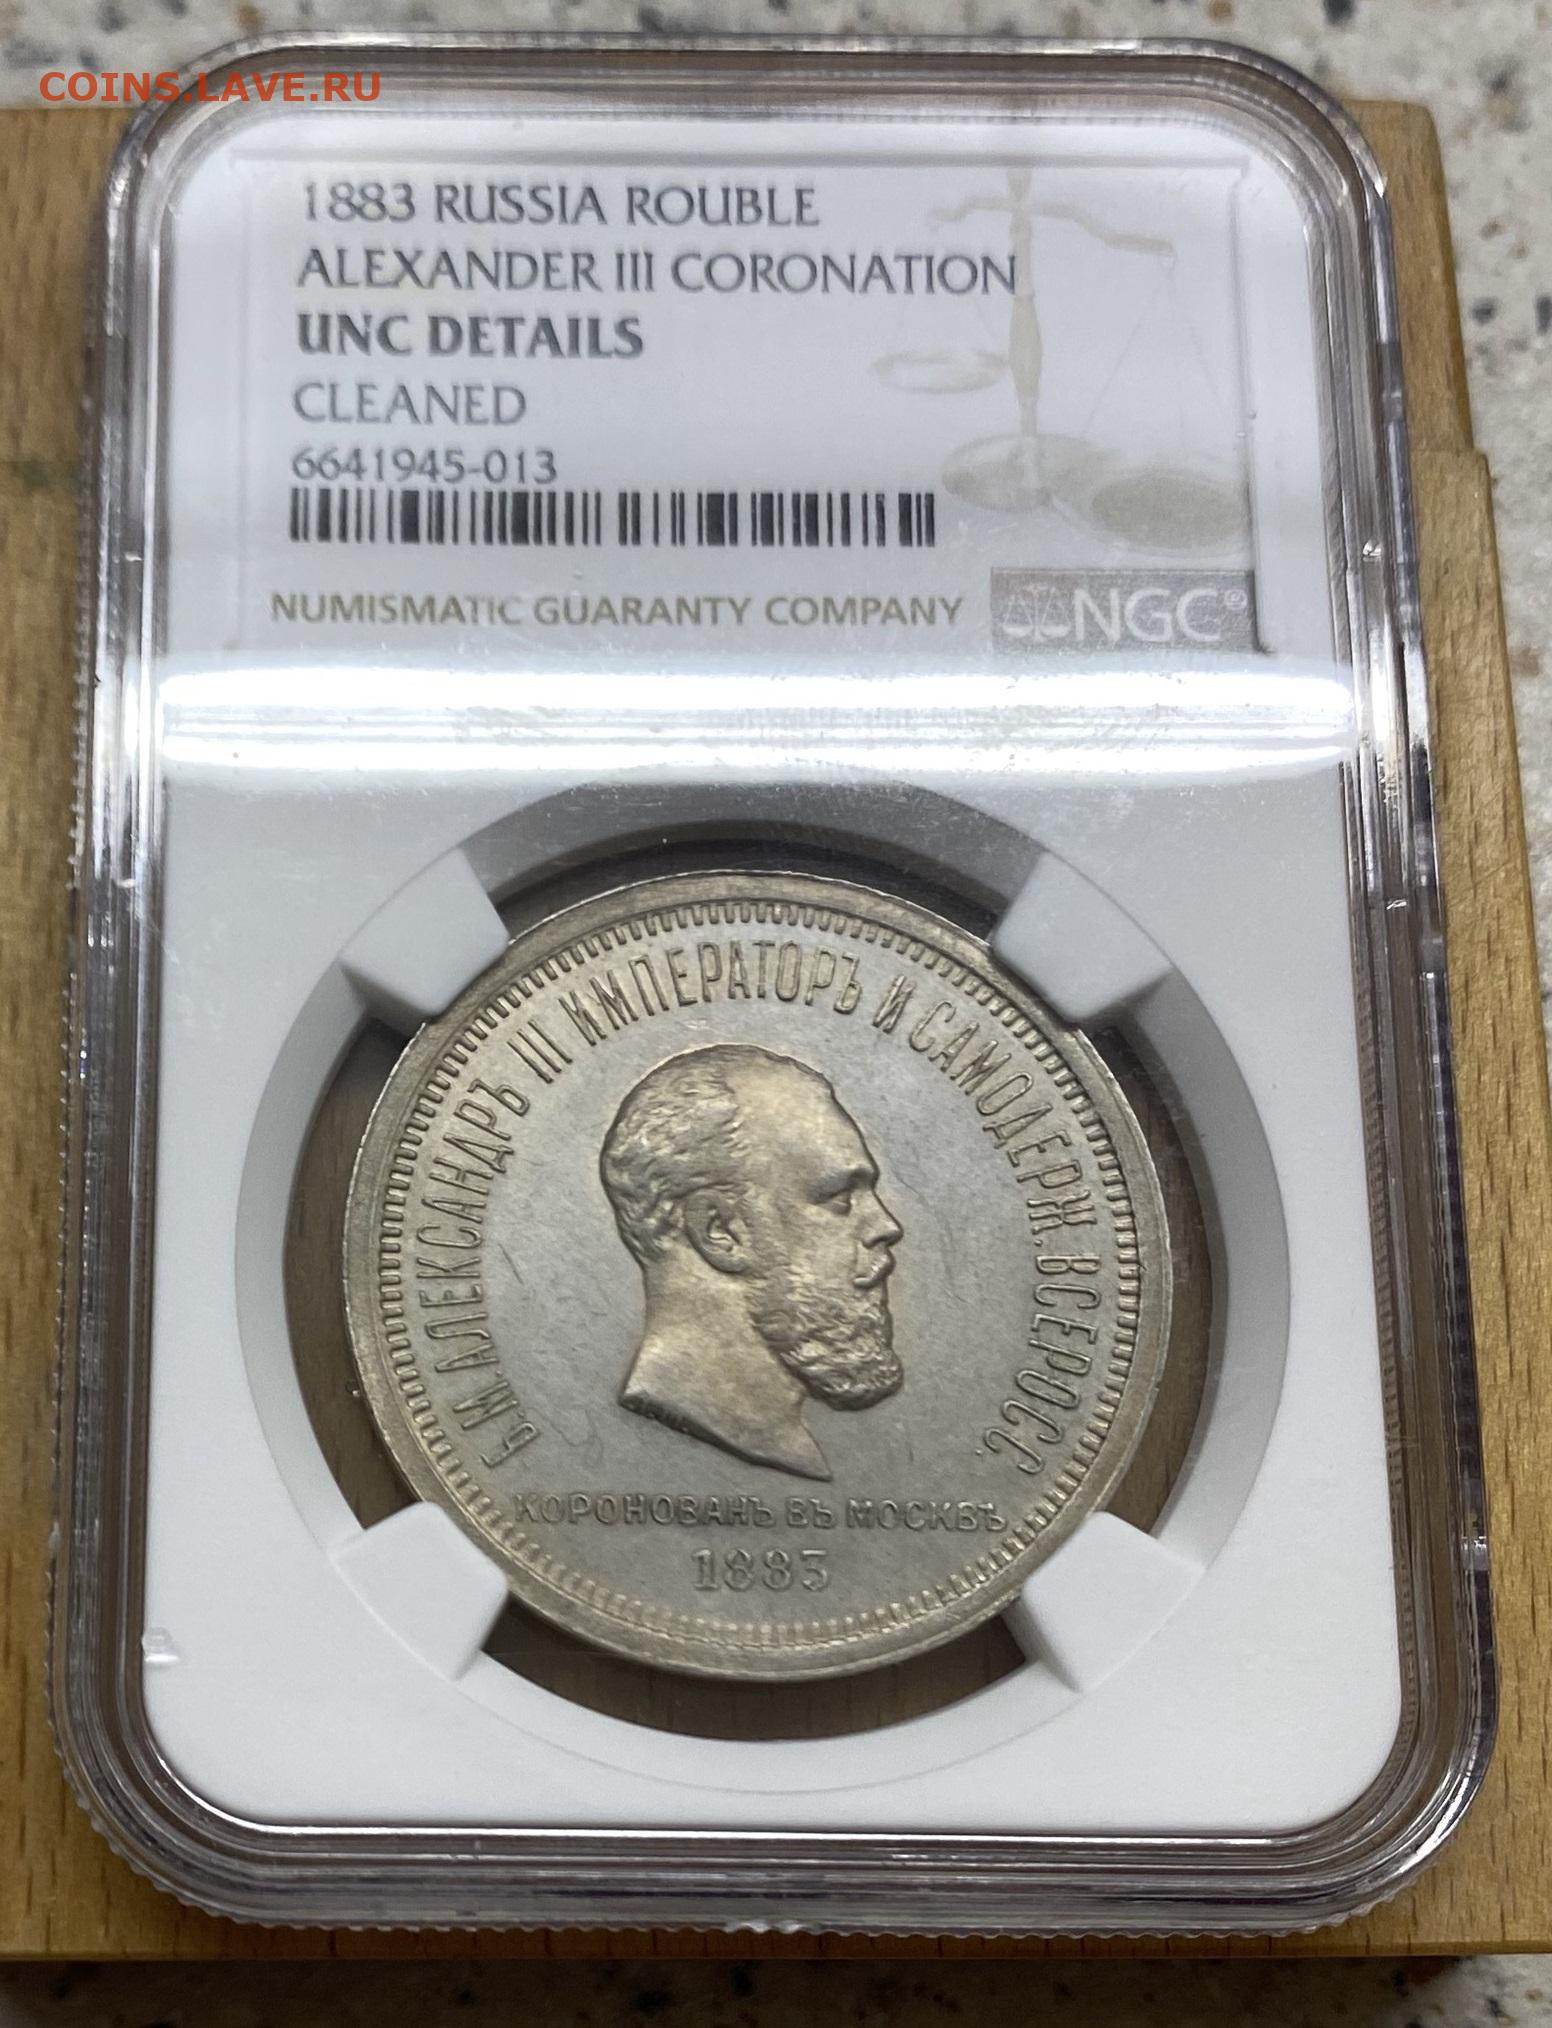 COINS.LAVE.RU
1883 RUSSIA ROUBLE
ALEXANDER III CORONATION
UNC DETAILS
CLEANED
6641945-013
NUMISMATIC GUARANTY COMPANY NGC®
Б.М.АЛЕКСАНДРЪ III ИМПЕРАТОРЪ И САМОДЕРЖ. ВСЕРОСС.
КОРОНОВАНЪ ВЪ МОСКВѢ
1883